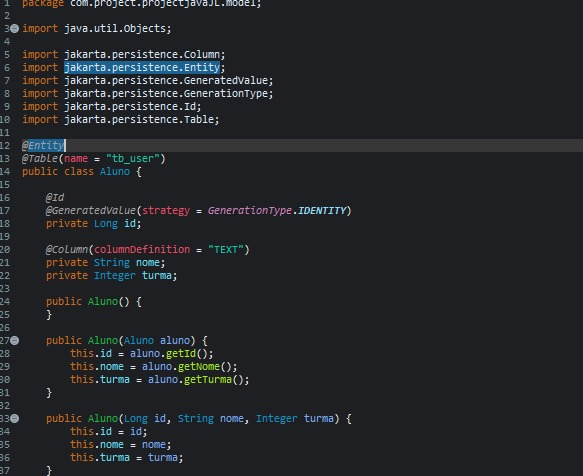 1 package com.project.projectjavaJL.model;
2
3 import java.util.Objects;
4
5 import jakarta.persistence.Column;
6 import jakarta.persistence.Entity;
7 import jakarta.persistence.GeneratedValue;
8 import jakarta.persistence.GenerationType;
9 import jakarta.persistence.Id;
10 import jakarta.persistence.Table;
11
12 @Entity
13 @Table(name = "tb_user")
14 public class Aluno {
15
16 @Id
17 @GeneratedValue(strategy = GenerationType.IDENTITY)
18 private Long id;
19
20 @Column(columnDefinition = "TEXT")
21 private String nome;
22 private Integer turma;
23
24 public Aluno() {
25 }
26
27 public Aluno(Aluno aluno) {
28 this.id = aluno.getId();
29 this.nome = aluno.getNome();
30 this.turma = aluno.getTurma();
31 }
32
33 public Aluno(Long id, String nome, Integer turma) {
34 this.id = id;
35 this.nome = nome;
36 this.turma = turma;
37 }